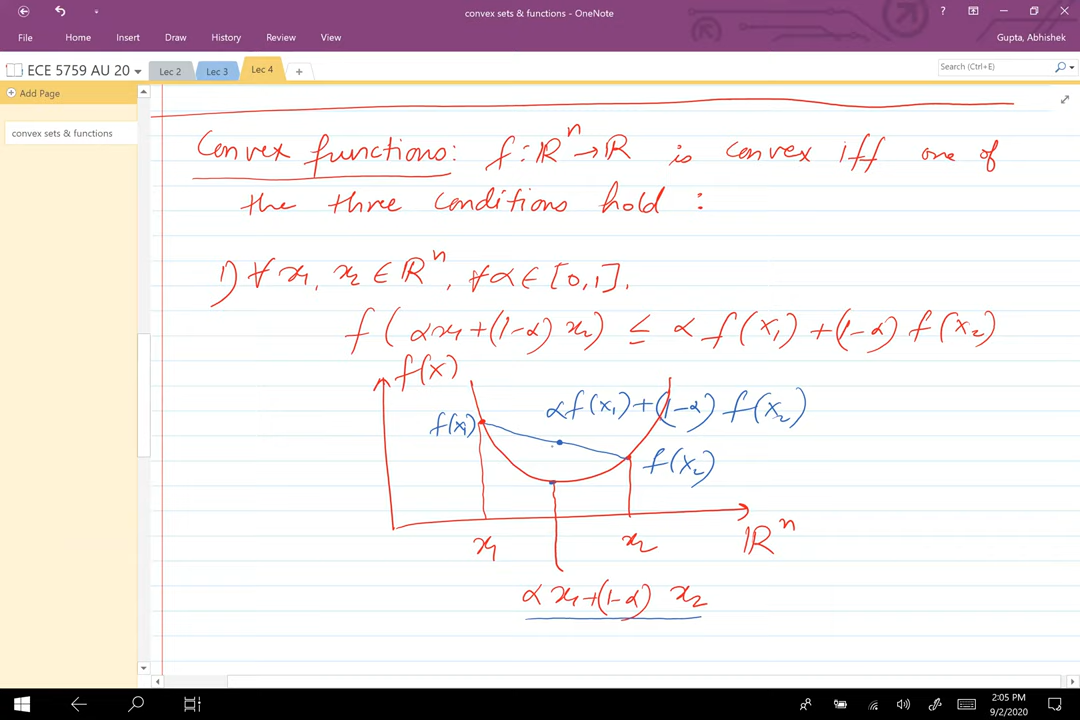 convex sets & functions - OneNote
File Home Insert Draw History Review View
Gupta, Abhishek
ECE 5759 AU 20
Lec 2 Lec 3 Lec 4
Search (Ctrl+E)
Add Page
convex sets & functions
Convex functions: f: ℝⁿ → ℝ is convex iff one of
the three conditions hold :
1) ∀ x₁, x₂ ∈ ℝⁿ, ∀ α ∈ [0,1],
f( αx₁+(1-α) x₂) ≤ α f(x₁) +(1-α) f(x₂)
f(x)
αf(x₁)+(1-α) f(x₂)
f(x₁)
f(x₂)
x₁ x₂ ℝⁿ
α x₁+(1-α) x₂
2:05 PM
9/2/2020